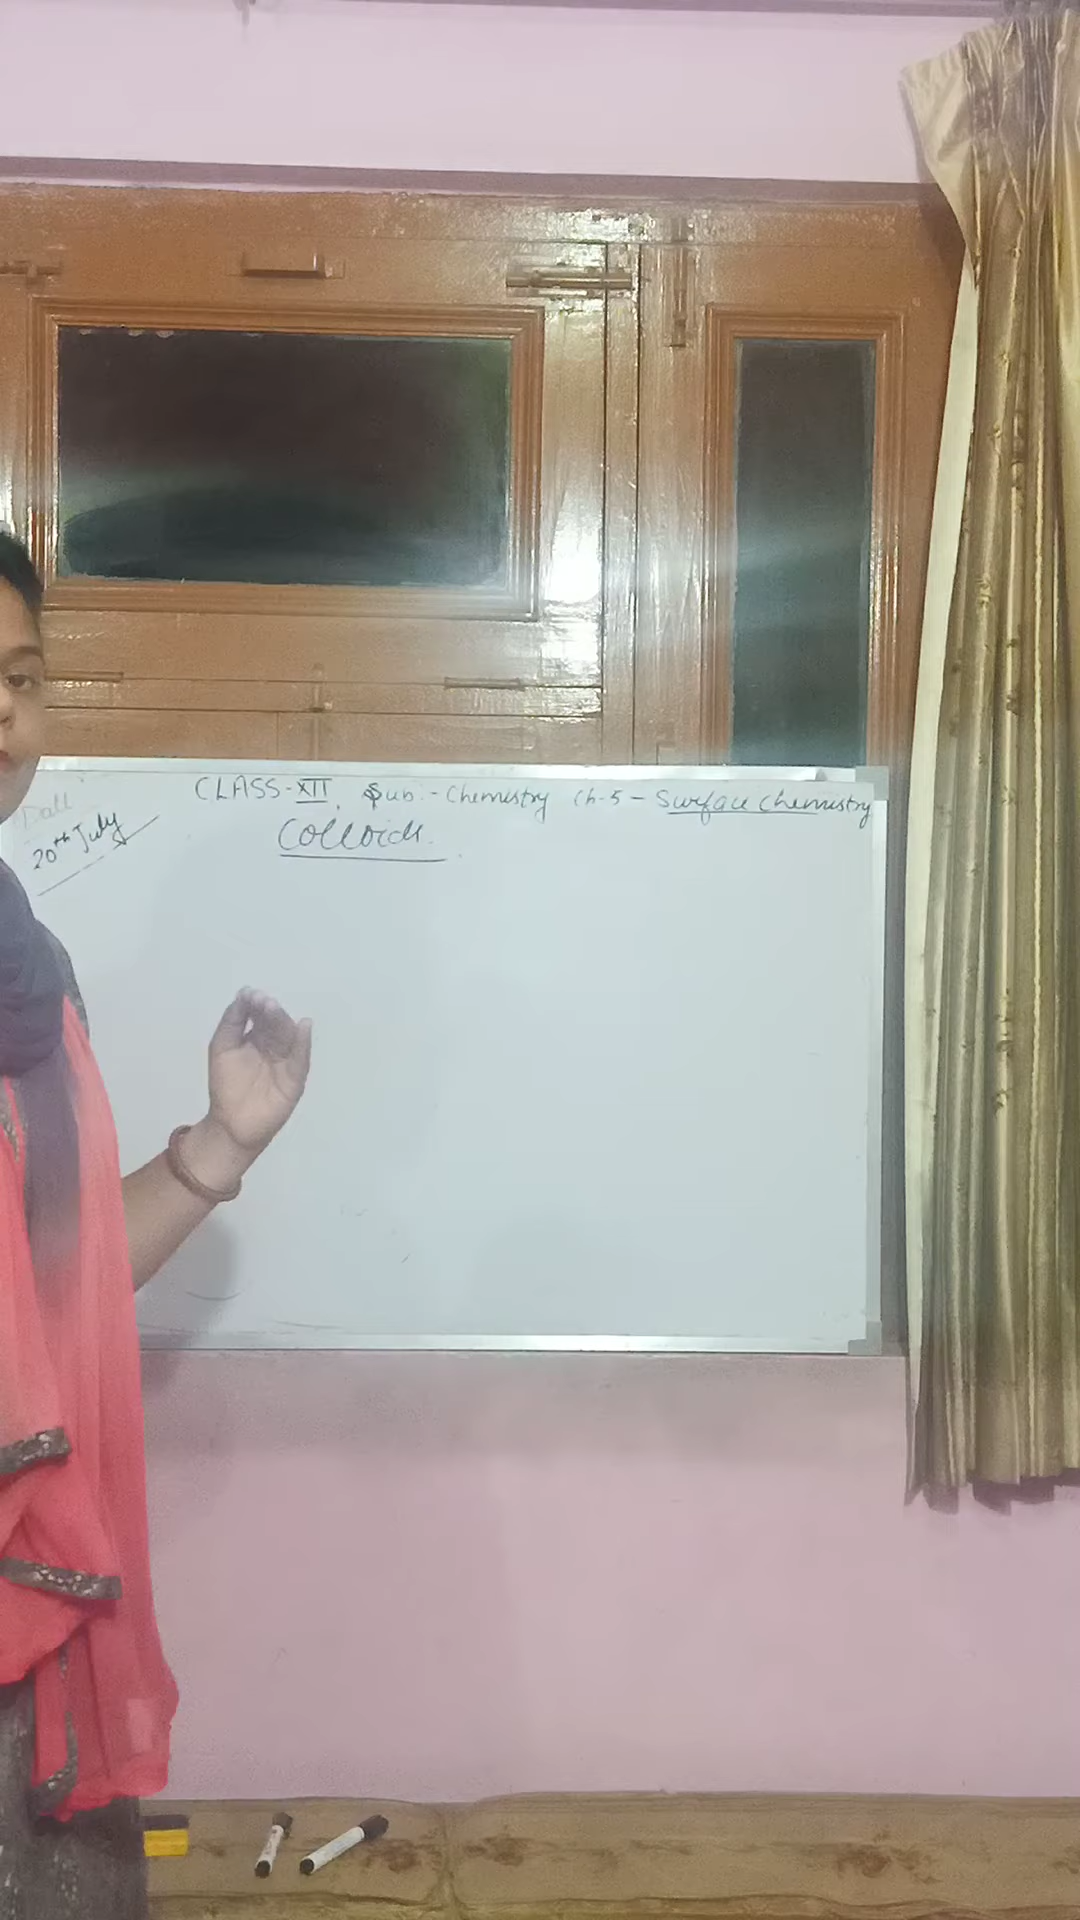 CLASS-XII, Sub:- Chemistry Ch-5 - Surface Chemistry
Date
20th July
Colloids.